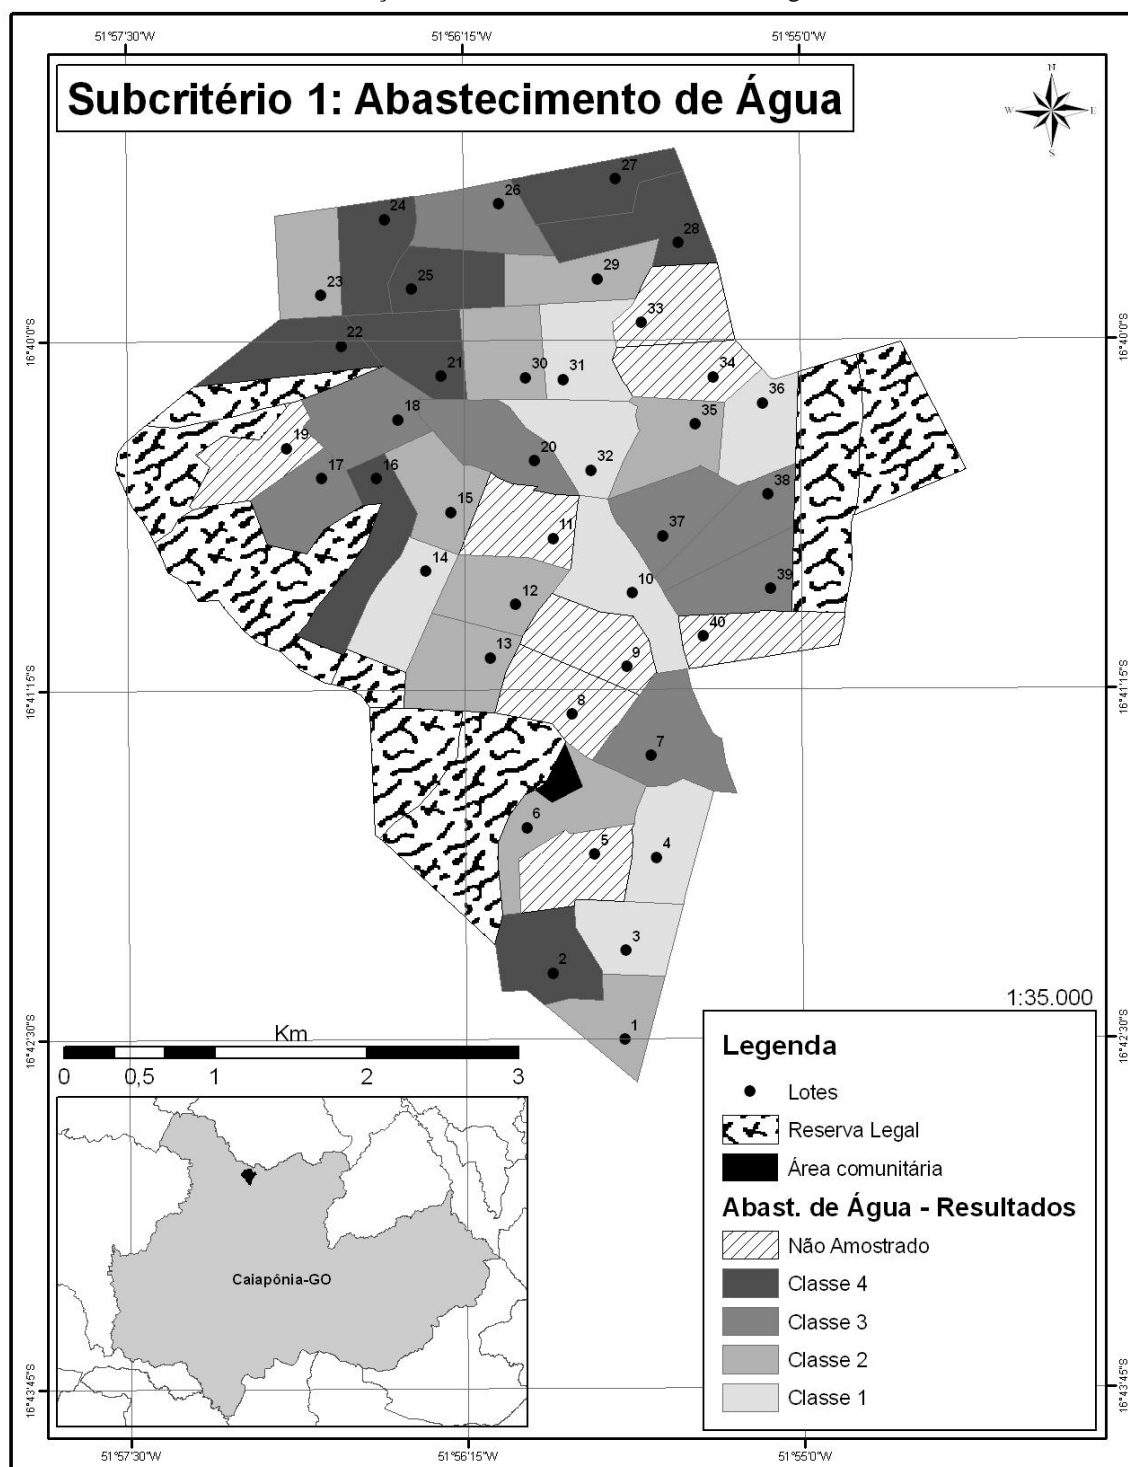 51°57'30"W
51°56'15"W
51°55'0"W
Subcritério 1: Abastecimento de Água
N
W
E
S
27
26
24
28
25
29
23
33
16°40'0"S
16°40'0"S
22
21
30
31
34
36
18
35
19
20
32
17
16
38
15
11
37
14
10
39
12
40
13
9
16°41'15"S
16°41'15"S
8
7
6
5
4
3
2
1:35.000
1
16°42'30"S
16°42'30"S
Km
0
0,5
1
2
3
Legenda
Lotes
Reserva Legal
Área comunitária
Abast. de Água - Resultados
Não Amostrado
Classe 4
Caiapónia-GO
Classe 3
Classe 2
Classe 1
16°43'45"S
16°43'45"S
51°57'30"W
51°56'15"W
51°55'0"W